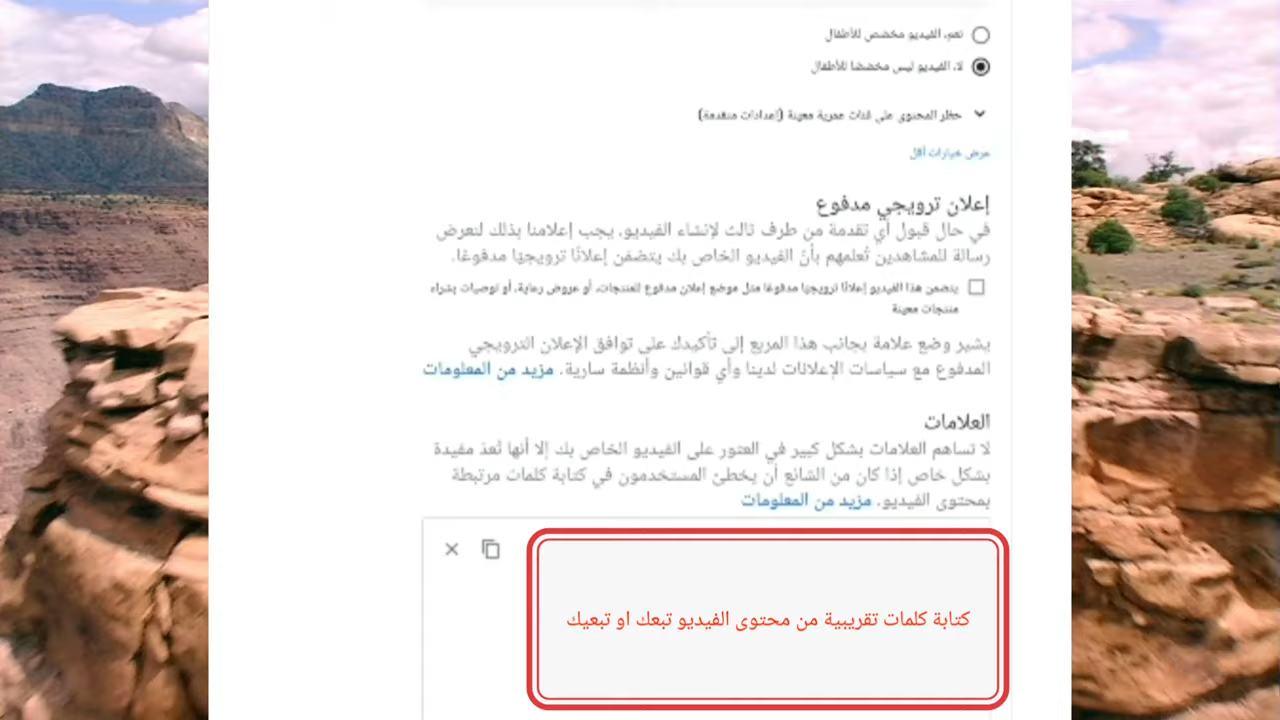 نعم، الفيديو مخصص للأطفال
لا، الفيديو ليس مخصصًا للأطفال
حظر المحتوى على فئات عمرية معينة (إعدادات متقدمة)
عرض خيارات أقل
إعلان ترويجي مدفوع
في حال قبول أي تقدمة من طرف ثالث لإنشاء الفيديو، يجب إعلامنا بذلك لنعرض
رسالة للمشاهدين تُعلمهم بأنّ الفيديو الخاص بك يتضمّن إعلانًا ترويجيًا مدفوعًا.
يتضمن هذا الفيديو إعلانًا ترويجيًا مدفوعًا مثل موضع إعلان مدفوع للمنتجات، أو عروض رعاية، أو توصيات بشراء
منتجات معينة
يشير وضع علامة بجانب هذا المربع إلى تأكيدك على توافق الإعلان الترويجي
المدفوع مع سياسات الإعلانات لدينا وأي قوانين وأنظمة سارية. مزيد من المعلومات
العلامات
لا تساهم العلامات بشكل كبير في العثور على الفيديو الخاص بك إلا أنها تُعدّ مفيدة
بشكل خاص إذا كان من الشائع أن يخطئ المستخدمون في كتابة كلمات مرتبطة
بمحتوى الفيديو. مزيد من المعلومات
كتابة كلمات تقريبية من محتوى الفيديو تبعك او تبعيك